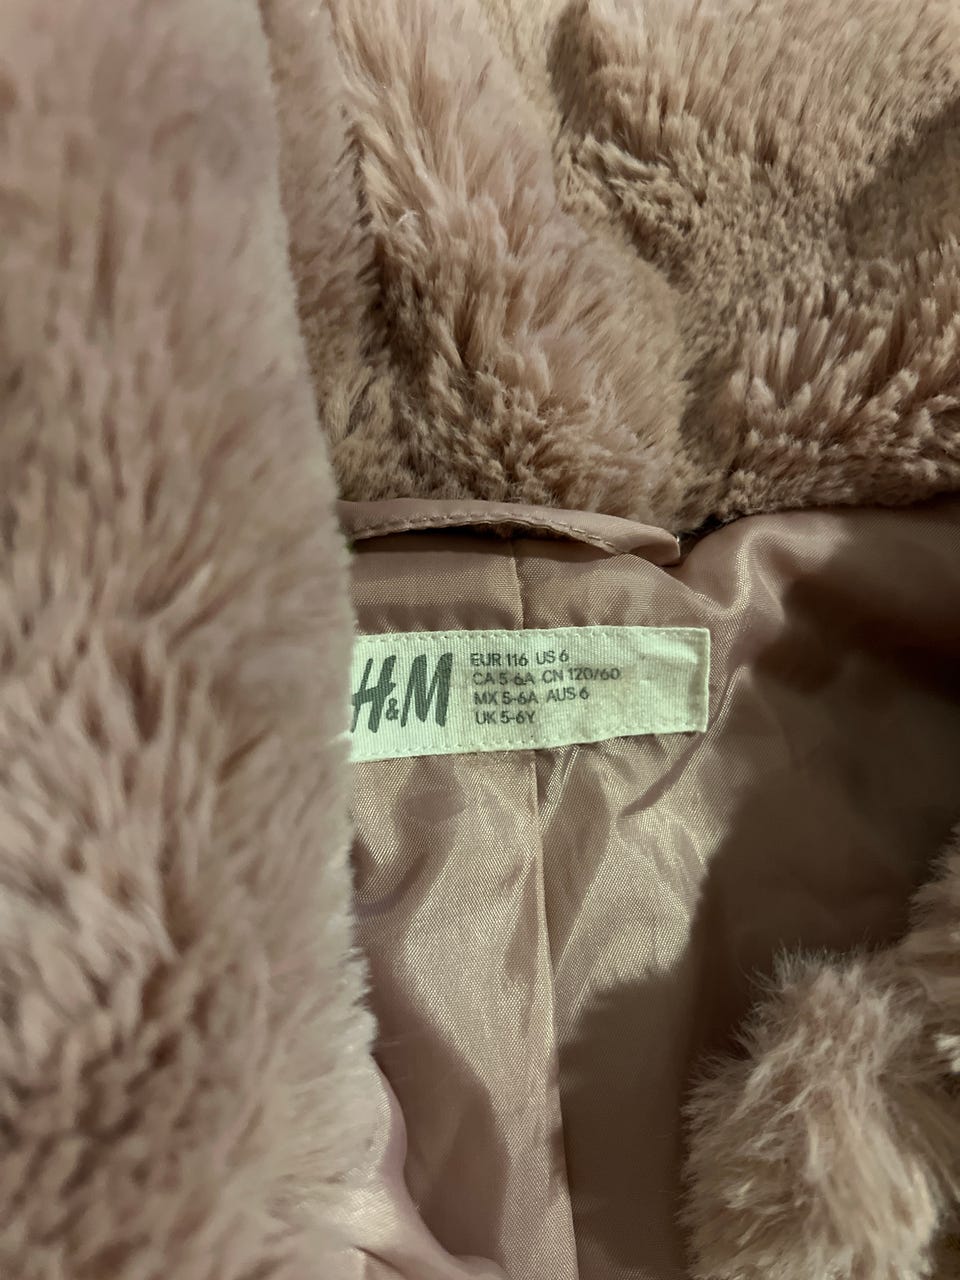 H&M
EUR 116 US 6
CA 5-6A CN 120/60
MX 5-6A AUS 6
UK 5-6Y